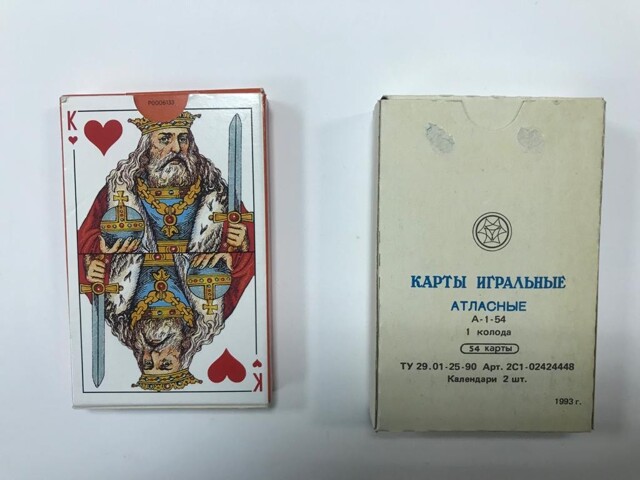 K
K
КАРТЫ ИГРАЛЬНЫЕ
АТЛАСНЫЕ
А-1-54
1 колода
54 карты
ТУ 29.01-25-90 Арт. 2С1-02424448
Календари 2 шт.
1993 г.